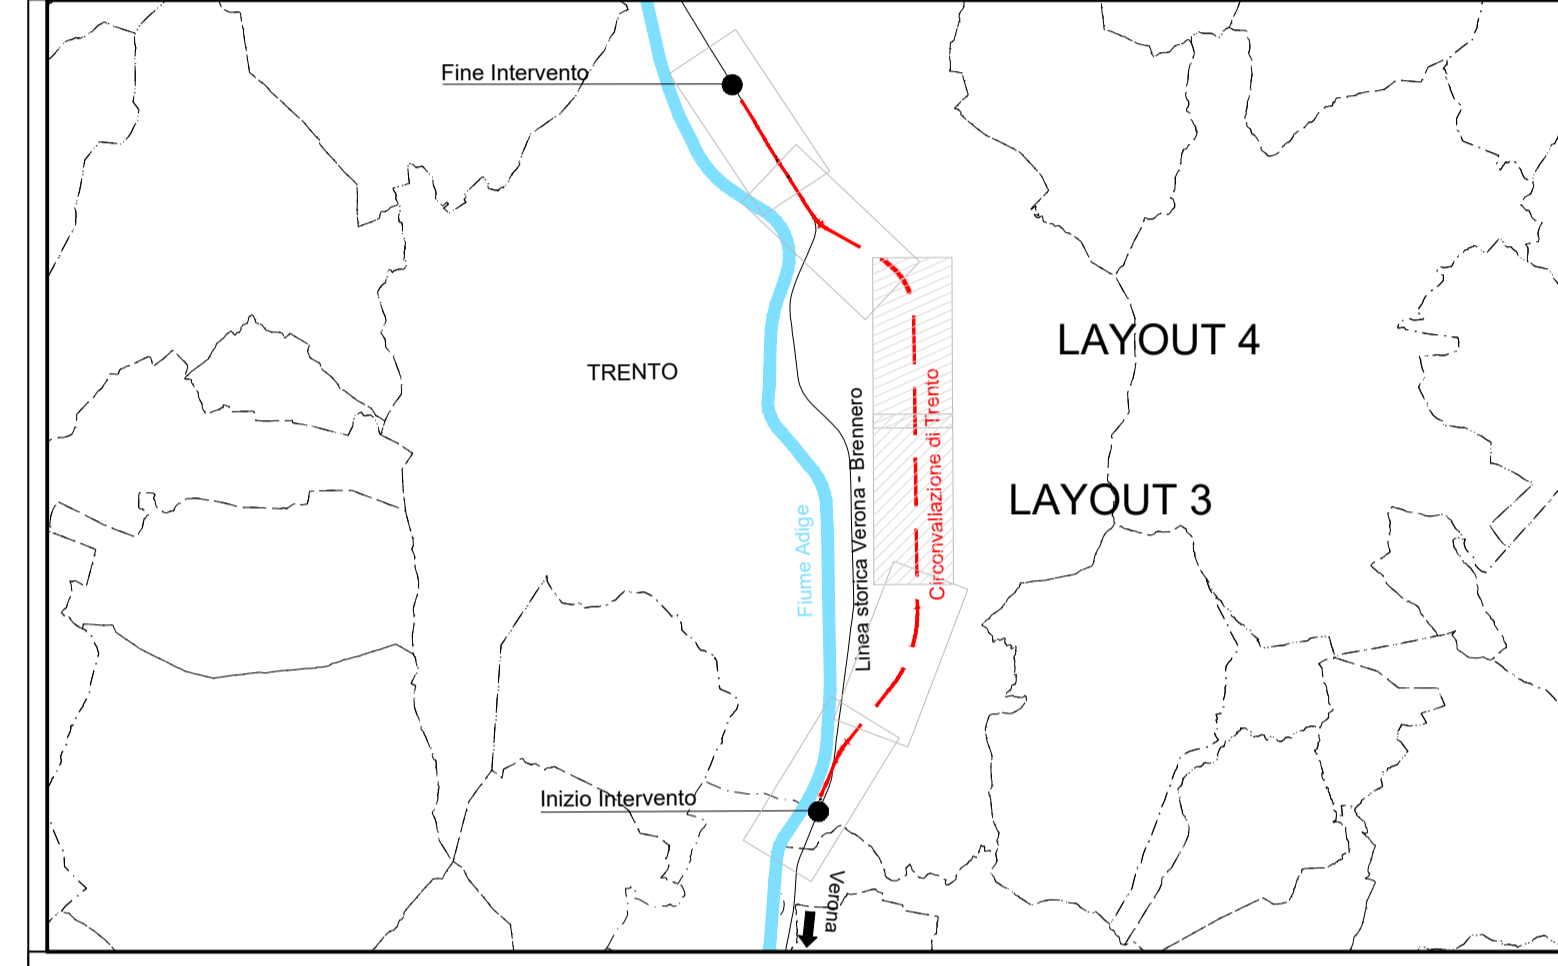 Fine Intervento
LAYOUT 4
TRENTO
Linea storica Verona - Brennero
Circonvallazione di Trento
LAYOUT 3
Fiume Adige
Inizio Intervento
Verona